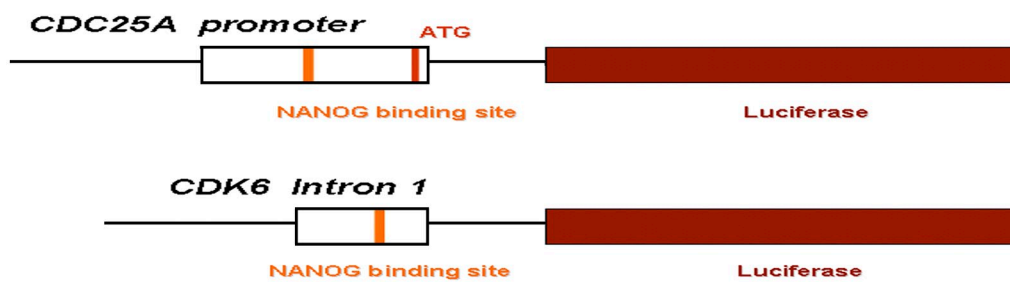 CDC25A promoter
ATG
NANOG binding site
Luciferase
CDK6 Intron 1
NANOG binding site
Luciferase